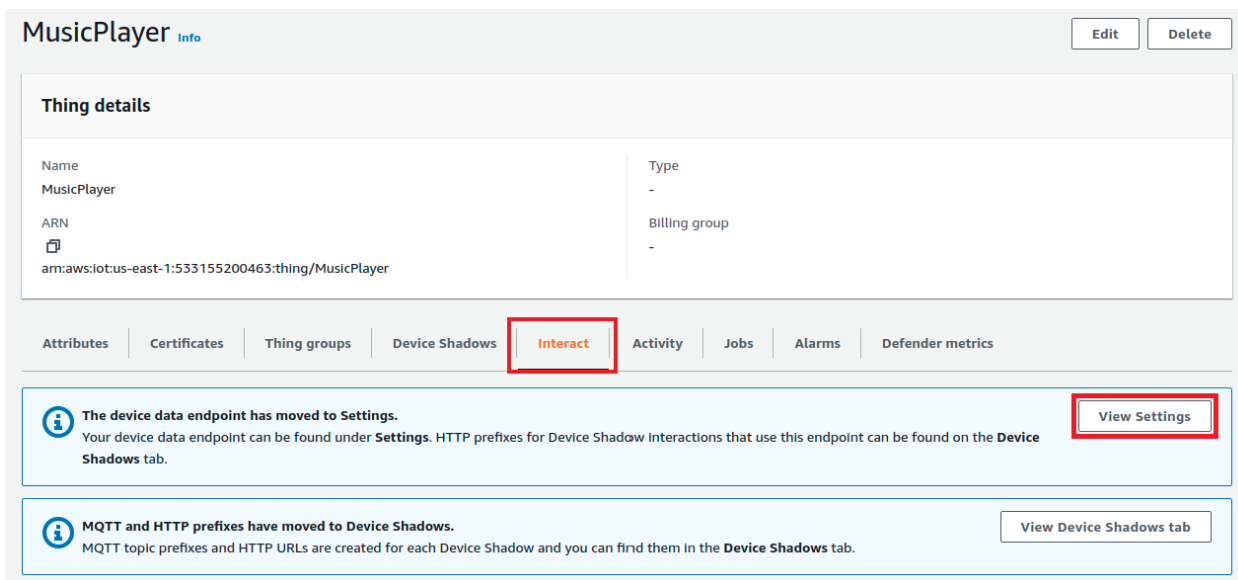 MusicPlayer Info
Edit
Delete
Thing details
Name
MusicPlayer
Type
-
ARN
arn:aws:iot:us-east-1:533155200463:thing/MusicPlayer
Billing group
-
Attributes
Certificates
Thing groups
Device Shadows
Interact
Activity
Jobs
Alarms
Defender metrics
The device data endpoint has moved to Settings.
Your device data endpoint can be found under Settings. HTTP prefixes for Device Shadow interactions that use this endpoint can be found on the Device
Shadows tab.
View Settings
MQTT and HTTP prefixes have moved to Device Shadows.
MQTT topic prefixes and HTTP URLs are created for each Device Shadow and you can find them in the Device Shadows tab.
View Device Shadows tab